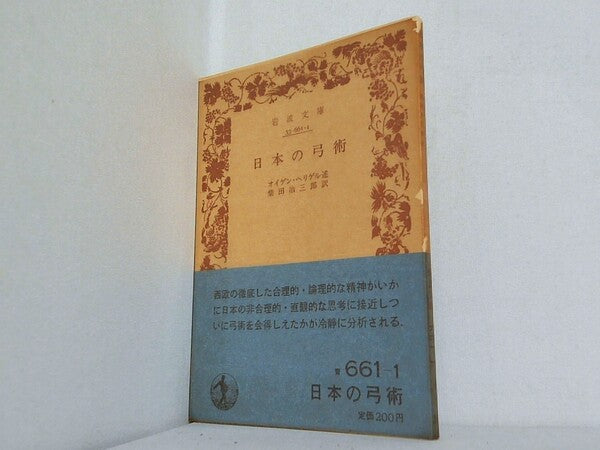 岩波文庫
33-661-1
日本の弓術
オイゲン・ヘリゲル述
柴田治三郎訳
西欧の徹底した合理的・論理的な精神がいか
に日本の非合理的・直観的な思考に接近しつ
いに弓術を会得しえたかが冷静に分析される.
青 661-1
日本の弓術
定価200円